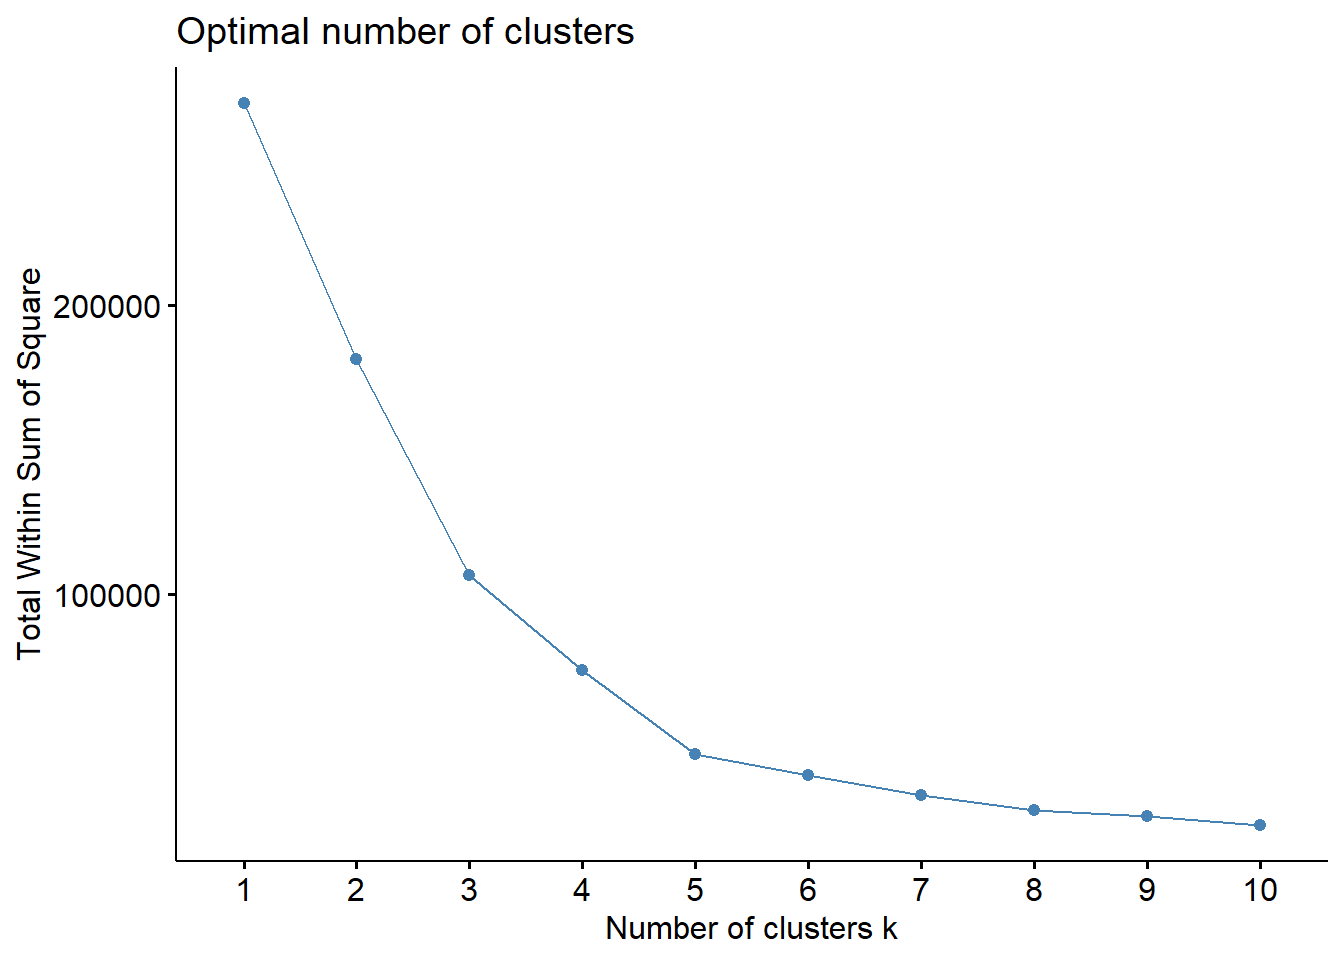 Optimal number of clusters
Total Within Sum of Square
200000
100000
1 2 3 4 5 6 7 8 9 10
Number of clusters k